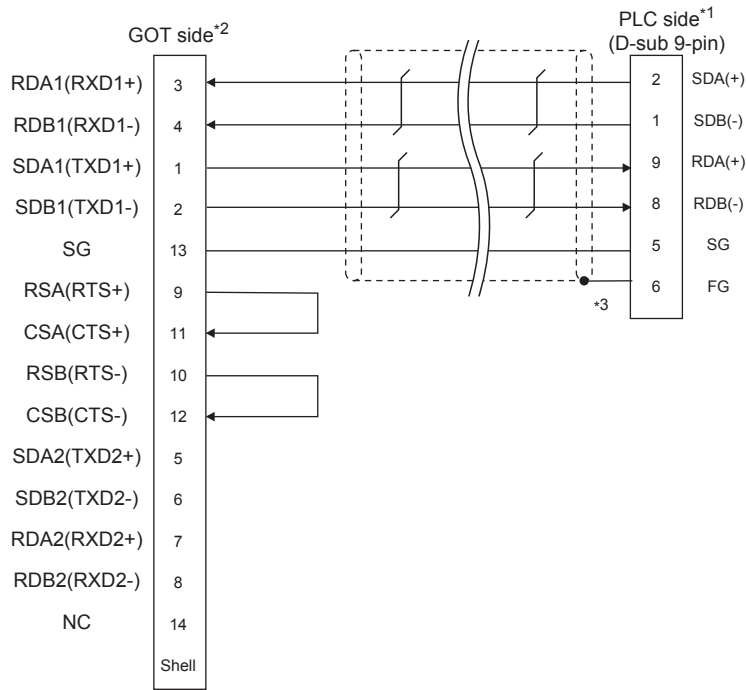 GOT side*2
PLC side*1
(D-sub 9-pin)
RDA1(RXD1+) 3 2 SDA(+)
RDB1(RXD1-) 4 1 SDB(-)
SDA1(TXD1+) 1 9 RDA(+)
SDB1(TXD1-) 2 8 RDB(-)
SG 13 5 SG
RSA(RTS+) 9 6 FG
*3
CSA(CTS+) 11
RSB(RTS-) 10
CSB(CTS-) 12
SDA2(TXD2+) 5
SDB2(TXD2-) 6
RDA2(RXD2+) 7
RDB2(RXD2-) 8
NC 14
Shell